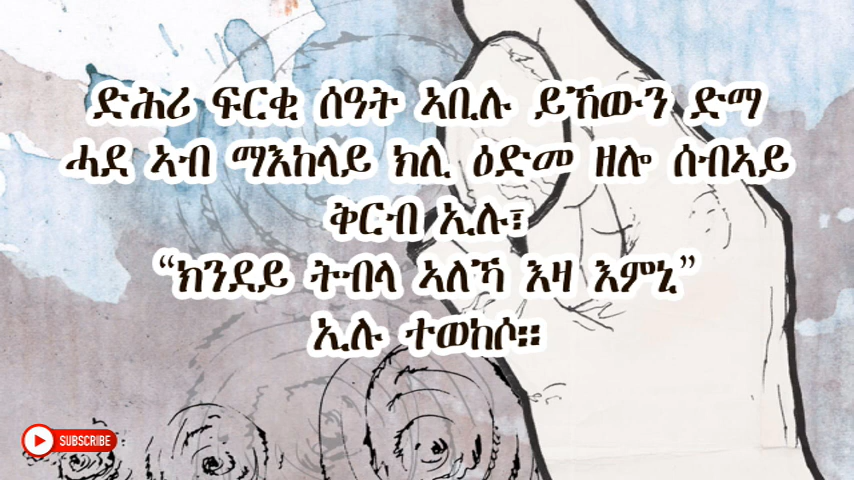 ድሕሪ ፍርቂ ሰዓት ኣቢሉ ይኸውን ድማ
ሓደ ኣብ ማእከላይ ክሊ ዕድመ ዘሎ ሰብኣይ
ቅርብ ኢሉ፣
“ክንደይ ትብላ ኣለኻ እዛ እምኒ”
ኢሉ ተወከሶ።
SUBSCRIBE